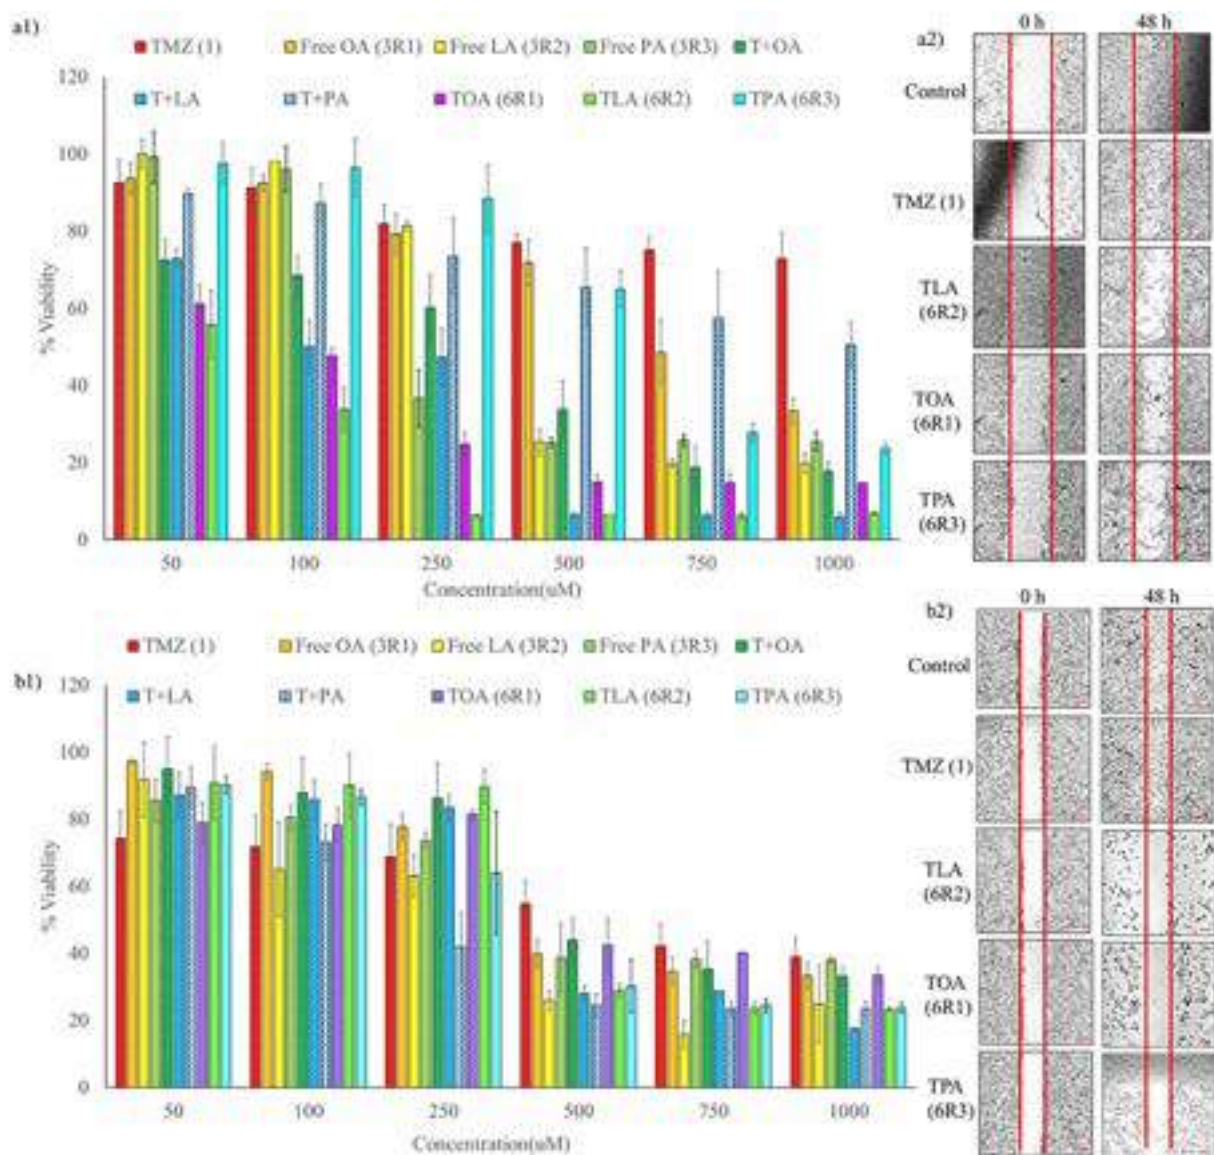 a1)
TMZ (1) Free OA (3R1) Free LA (3R2) Free PA (3R3) T+OA
T+LA T+PA TOA (6R1) TLA (6R2) TPA (6R3)
120
100
80
60
40
20
0
% Viability
50 100 250 500 750 1000
Concentration(uM)
a2)
0 h 48 h
Control
TMZ (1)
TLA
(6R2)
TOA
(6R1)
TPA
(6R3)
b1)
TMZ (1) Free OA (3R1) Free LA (3R2) Free PA (3R3) T+OA
T+LA T+PA TOA (6R1) TLA (6R2) TPA (6R3)
120
100
80
60
40
20
0
% Viability
50 100 250 500 750 1000
Concentration(uM)
b2)
0 h 48 h
Control
TMZ (1)
TLA
(6R2)
TOA
(6R1)
TPA
(6R3)